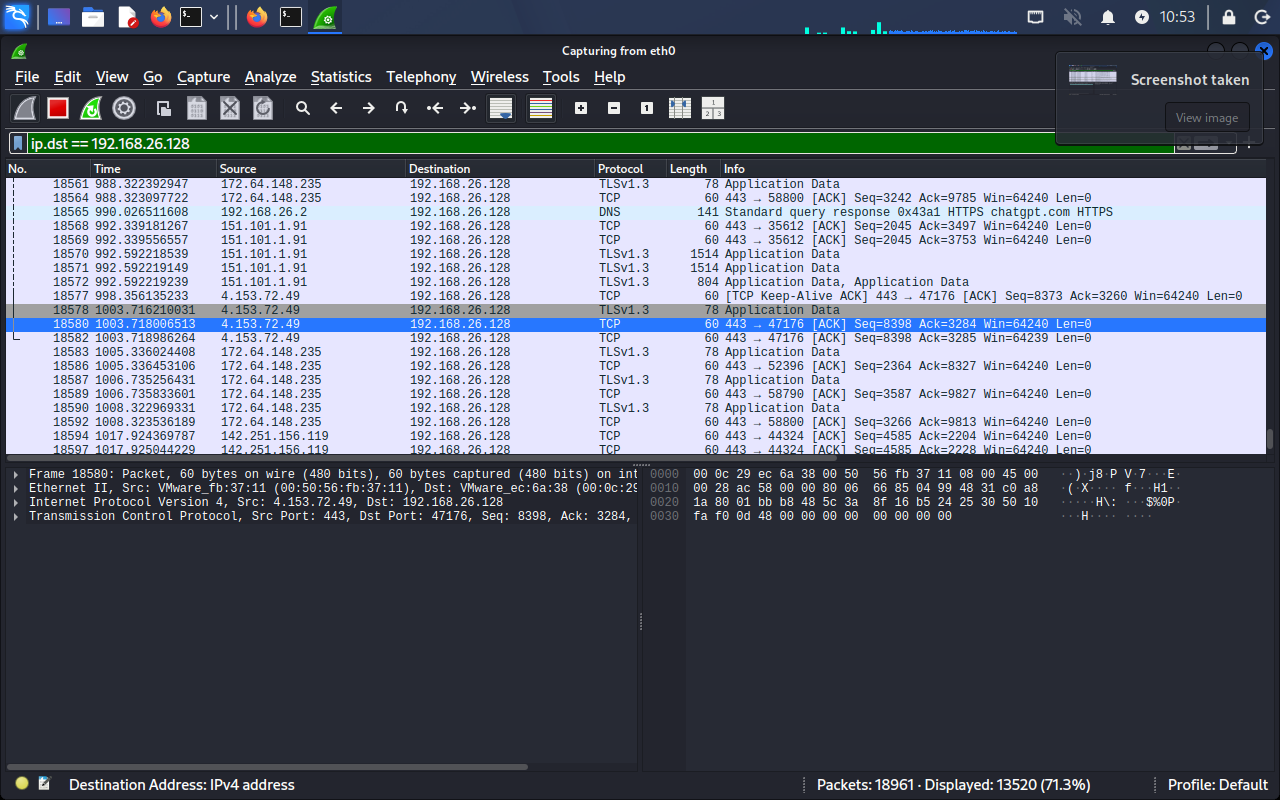 10:53
Capturing from eth0
File Edit View Go Capture Analyze Statistics Telephony Wireless Tools Help
Screenshot taken
View image
ip.dst == 192.168.26.128
No. Time Source Destination Protocol Length Info
18561 988.322392947 172.64.148.235 192.168.26.128 TLSv1.3 78 Application Data
18564 988.323097722 172.64.148.235 192.168.26.128 TCP 60 443 → 58800 [ACK] Seq=3242 Ack=9785 Win=64240 Len=0
18565 990.026511608 192.168.26.2 192.168.26.128 DNS 141 Standard query response 0x43a1 HTTPS chatgpt.com HTTPS
18568 992.339181267 151.101.1.91 192.168.26.128 TCP 60 443 → 35612 [ACK] Seq=2045 Ack=3497 Win=64240 Len=0
18569 992.339556557 151.101.1.91 192.168.26.128 TCP 60 443 → 35612 [ACK] Seq=2045 Ack=3753 Win=64240 Len=0
18570 992.592218539 151.101.1.91 192.168.26.128 TLSv1.3 1514 Application Data
18571 992.592219149 151.101.1.91 192.168.26.128 TLSv1.3 1514 Application Data
18572 992.592219239 151.101.1.91 192.168.26.128 TLSv1.3 804 Application Data, Application Data
18577 998.356135233 4.153.72.49 192.168.26.128 TCP 60 [TCP Keep-Alive ACK] 443 → 47176 [ACK] Seq=8373 Ack=3260 Win=64240 Len=0
18578 1003.716210031 4.153.72.49 192.168.26.128 TLSv1.3 78 Application Data
18580 1003.718006513 4.153.72.49 192.168.26.128 TCP 60 443 → 47176 [ACK] Seq=8398 Ack=3284 Win=64240 Len=0
18582 1003.718986264 4.153.72.49 192.168.26.128 TCP 60 443 → 47176 [ACK] Seq=8398 Ack=3285 Win=64239 Len=0
18583 1005.336024408 172.64.148.235 192.168.26.128 TLSv1.3 78 Application Data
18586 1005.336453106 172.64.148.235 192.168.26.128 TCP 60 443 → 52396 [ACK] Seq=2364 Ack=8327 Win=64240 Len=0
18587 1006.735256431 172.64.148.235 192.168.26.128 TLSv1.3 78 Application Data
18589 1006.735833601 172.64.148.235 192.168.26.128 TCP 60 443 → 58790 [ACK] Seq=3587 Ack=9827 Win=64240 Len=0
18590 1008.322969331 172.64.148.235 192.168.26.128 TLSv1.3 78 Application Data
18592 1008.323536189 172.64.148.235 192.168.26.128 TCP 60 443 → 58800 [ACK] Seq=3266 Ack=9813 Win=64240 Len=0
18594 1017.924369787 142.251.156.119 192.168.26.128 TCP 60 443 → 44324 [ACK] Seq=4585 Ack=2204 Win=64240 Len=0
18597 1017.925044229 142.251.156.119 192.168.26.128 TCP 60 443 → 44324 [ACK] Seq=4585 Ack=2228 Win=64240 Len=0
Frame 18580: Packet, 60 bytes on wire (480 bits), 60 bytes captured (480 bits) on int
Ethernet II, Src: VMware_fb:37:11 (00:50:56:fb:37:11), Dst: VMware_ec:6a:38 (00:0c:29
Internet Protocol Version 4, Src: 4.153.72.49, Dst: 192.168.26.128
Transmission Control Protocol, Src Port: 443, Dst Port: 47176, Seq: 8398, Ack: 3284,
0000 00 0c 29 ec 6a 38 00 50 56 fb 37 11 08 00 45 00 ··)·j8·P V·7···E·
0010 00 28 ac 58 00 00 80 06 66 85 04 99 48 31 c0 a8 ·(·X···· f···H1··
0020 1a 80 01 bb b8 48 5c 3a 8f 16 b5 24 25 30 50 10 ·····H\: ···$%0P·
0030 fa f0 0d 48 00 00 00 00 00 00 00 00 ···H···· ····
Destination Address: IPv4 address
Packets: 18961 · Displayed: 13520 (71.3%)
Profile: Default